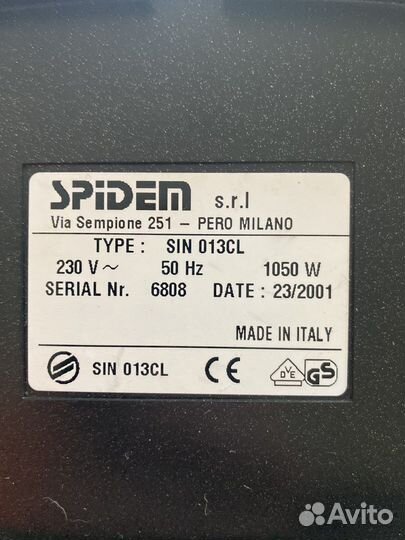 SPiDEM s.r.l
Via Sempione 251 – PERO MILANO
TYPE : SIN 013CL
230 V ~ 50 Hz 1050 W
SERIAL Nr. 6808 DATE : 23/2001
MADE IN ITALY
SIN 013CL CE DVE GS
Avito